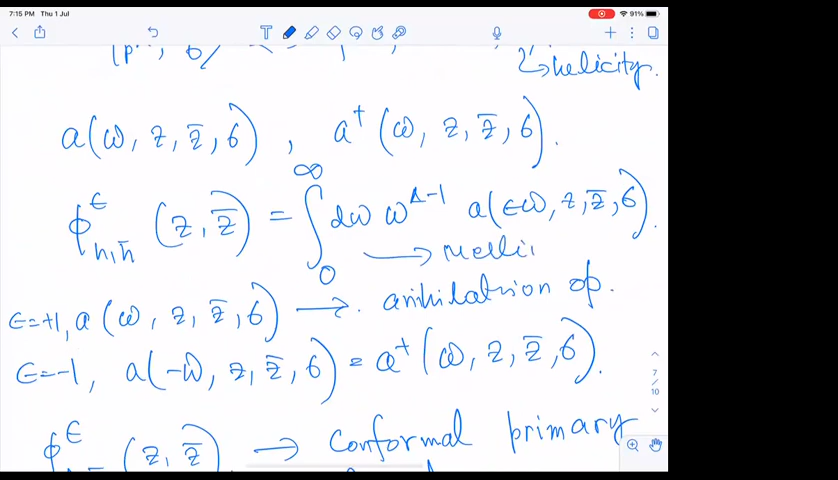 7:15 PM Thu 1 Jul
91%
helicity.
a(ω, z, z̄, σ) , a†(ω, z, z̄, σ).
ϕ^ϵ_{h,h̄} (z, z̄) = ∫_0^∞ dω ω^{Δ-1} a(ϵω, z, z̄, σ).
→ Mellin
ϵ=+1, a(ω, z, z̄, σ) → annihilation op.
ϵ=-1, a(-ω, z, z̄, σ) = a†(ω, z, z̄, σ).
7
/
10
ϕ^ϵ (z, z̄) → conformal primary